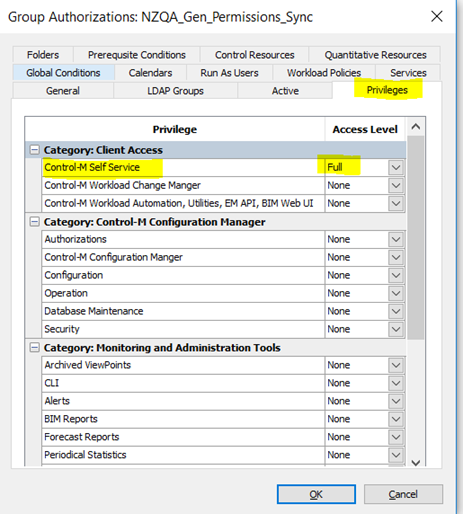 Group Authorizations: NZQA_Gen_Permissions_Sync
Folders Prerequsite Conditions Control Resources Quantitative Resources
Global Conditions Calendars Run As Users Workload Policies Services
General LDAP Groups Active Privileges
Privilege Access Level
Category: Client Access
Control-M Self Service Full
Control-M Workload Change Manger None
Control-M Workload Automation, Utilities, EM API, BIM Web UI None
Category: Control-M Configuration Manager
Authorizations None
Control-M Configuration Manger None
Configuration None
Operation None
Database Maintenance None
Security None
Category: Monitoring and Administration Tools
Archived ViewPoints None
CLI None
Alerts None
BIM Reports None
Forecast Reports None
Periodical Statistics None
OK Cancel